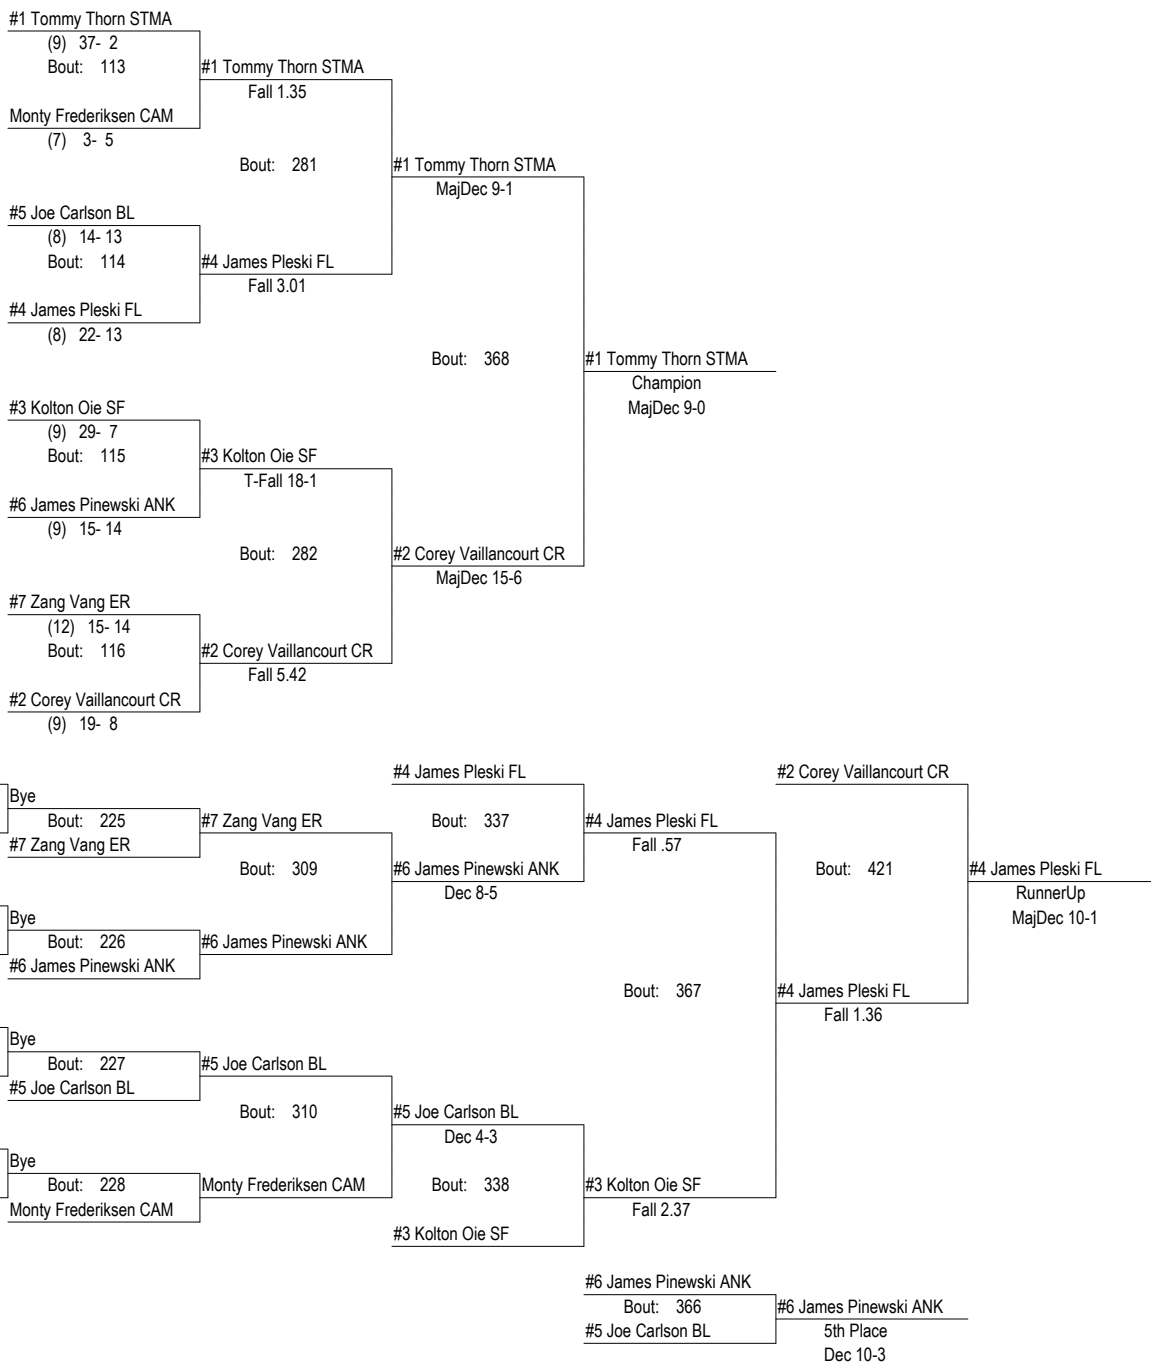 #1 Tommy Thorn STMA
(9) 37- 2
Bout: 113
#1 Tommy Thorn STMA
Fall 1.35
Monty Frederiksen CAM
(7) 3- 5
Bout: 281
#1 Tommy Thorn STMA
MajDec 9-1
#5 Joe Carlson BL
(8) 14- 13
Bout: 114
#4 James Pleski FL
Fall 3.01
#4 James Pleski FL
(8) 22- 13
Bout: 368
#1 Tommy Thorn STMA
Champion
MajDec 9-0
#3 Kolton Oie SF
(9) 29- 7
Bout: 115
#3 Kolton Oie SF
T-Fall 18-1
#6 James Pinewski ANK
(9) 15- 14
Bout: 282
#2 Corey Vaillancourt CR
MajDec 15-6
#7 Zang Vang ER
(12) 15- 14
Bout: 116
#2 Corey Vaillancourt CR
Fall 5.42
#2 Corey Vaillancourt CR
(9) 19- 8
#4 James Pleski FL
#2 Corey Vaillancourt CR
Bye
Bout: 225
#7 Zang Vang ER
#7 Zang Vang ER
Bout: 337
#4 James Pleski FL
Fall .57
Bout: 309
#6 James Pinewski ANK
Dec 8-5
Bout: 421
#4 James Pleski FL
RunnerUp
MajDec 10-1
Bye
Bout: 226
#6 James Pinewski ANK
#6 James Pinewski ANK
Bout: 367
#4 James Pleski FL
Fall 1.36
Bye
Bout: 227
#5 Joe Carlson BL
#5 Joe Carlson BL
Bout: 310
#5 Joe Carlson BL
Dec 4-3
Bye
Bout: 228
Monty Frederiksen CAM
Monty Frederiksen CAM
Bout: 338
#3 Kolton Oie SF
Fall 2.37
#3 Kolton Oie SF
#6 James Pinewski ANK
Bout: 366
#5 Joe Carlson BL
#6 James Pinewski ANK
5th Place
Dec 10-3